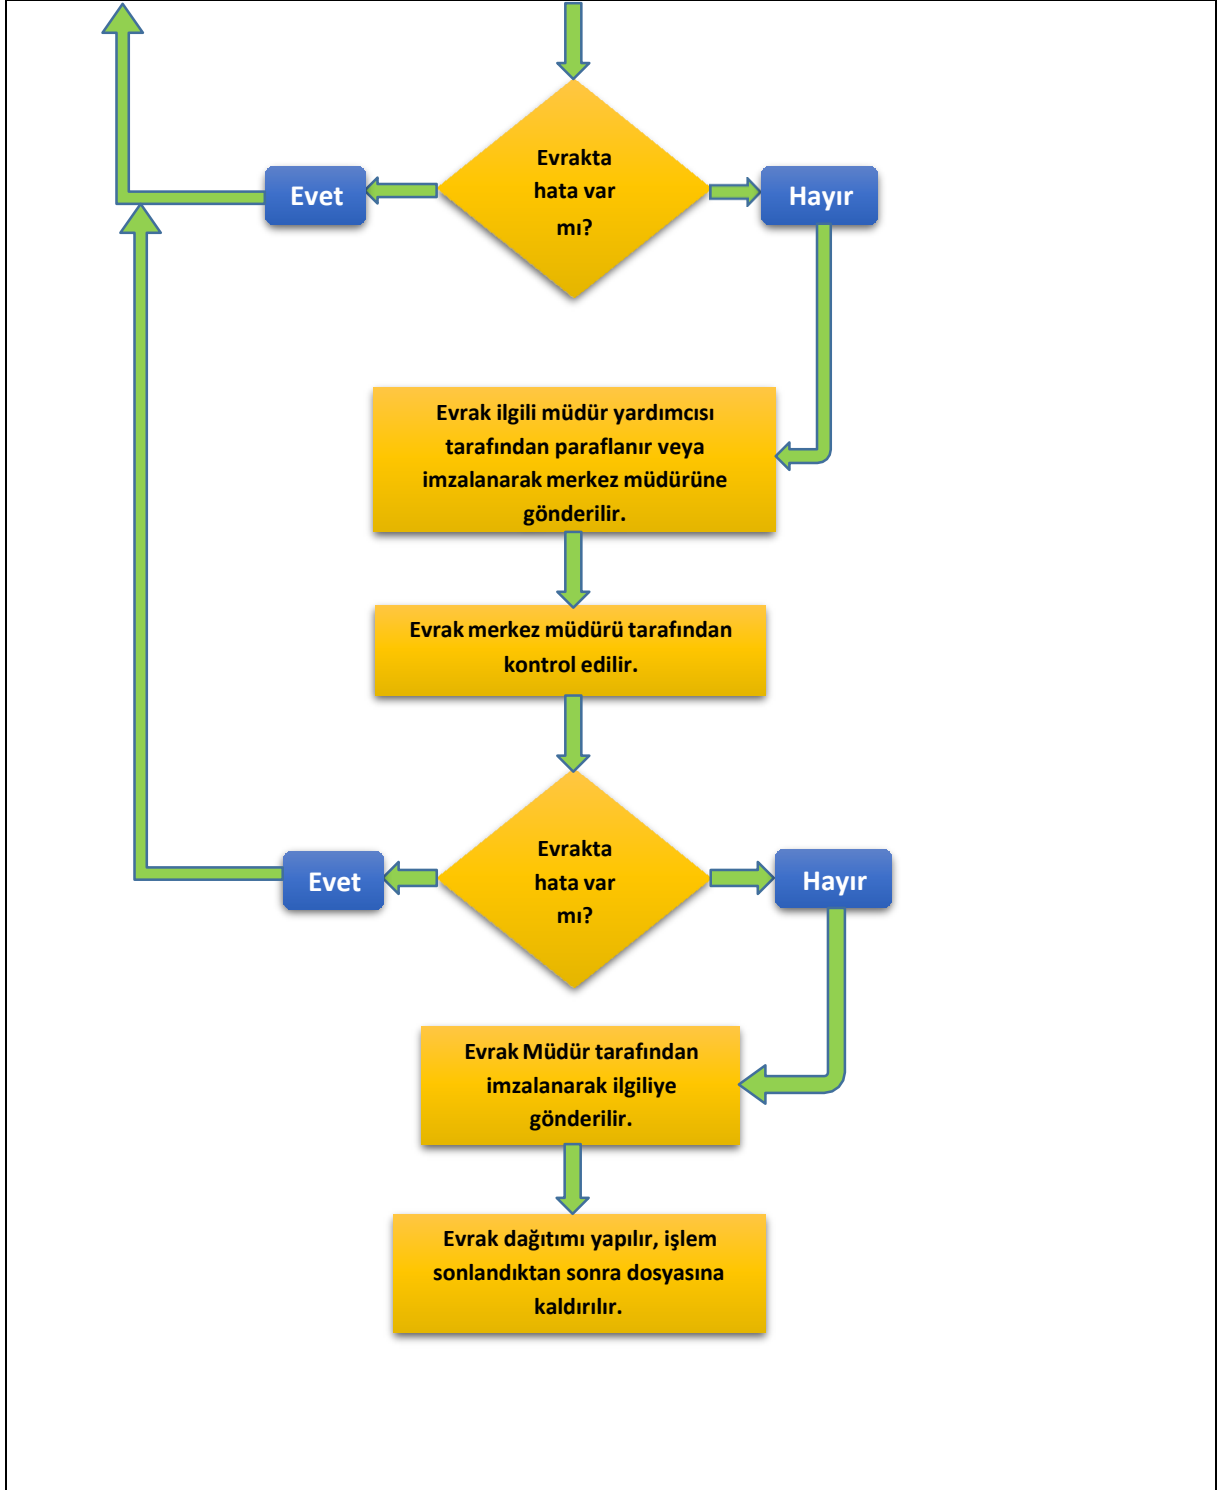 Evrakta
hata var
mı?
Evet
Hayır
Evrak ilgili müdür yardımcısı
tarafından paraflanır veya
imzalanarak merkez müdürüne
gönderilir.
Evrak merkez müdürü tarafından
kontrol edilir.
Evrakta
hata var
mı?
Evet
Hayır
Evrak Müdür tarafından
imzalanarak ilgiliye
gönderilir.
Evrak dağıtımı yapılır, işlem
sonlandıktan sonra dosyasına
kaldırılır.